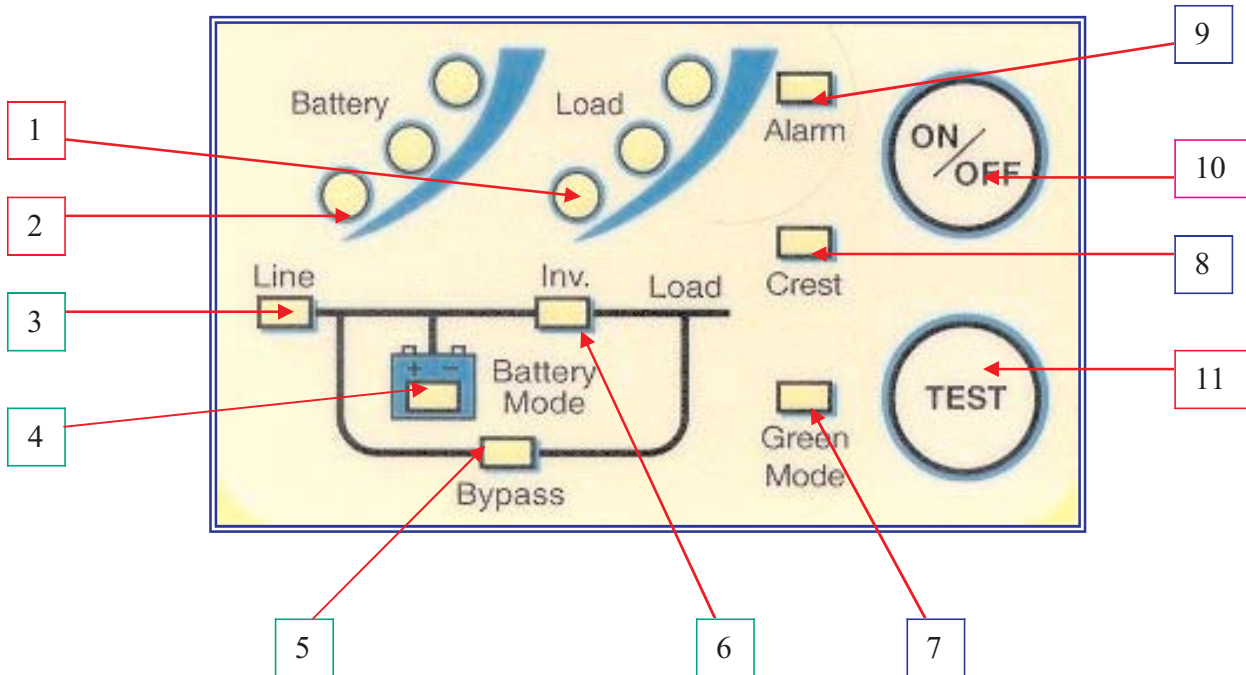 9
Battery
Load
Alarm
ON/OFF
1
10
2
8
Crest
Line
Inv.
Load
3
+ -
Battery
Mode
TEST
11
4
Green
Mode
Bypass
5
6
7